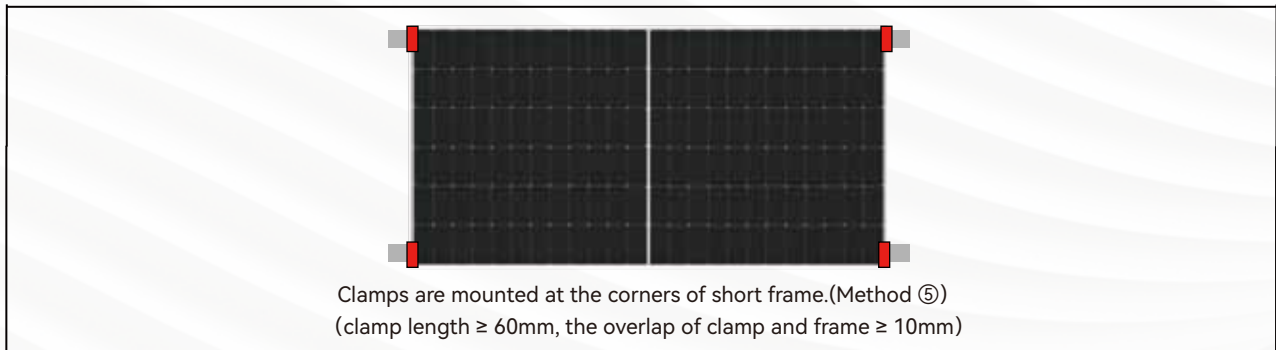 Clamps are mounted at the corners of short frame.(Method ⑤)
(clamp length ≥ 60mm, the overlap of clamp and frame ≥ 10mm)